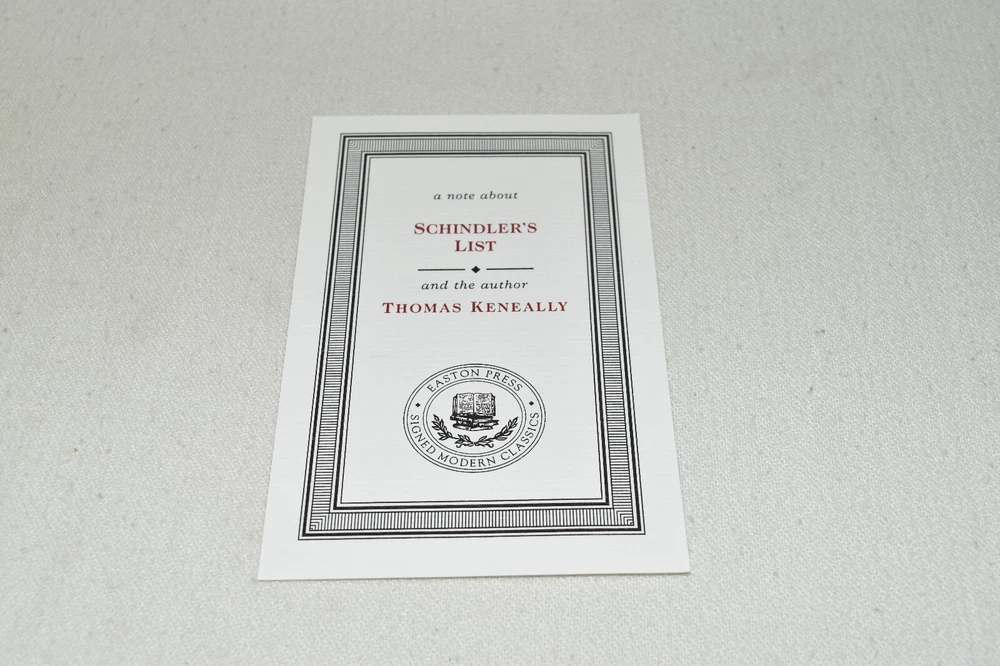 a note about
SCHINDLER'S
LIST
and the author
THOMAS KENEALLY
EASTON PRESS
SIGNED MODERN CLASSICS